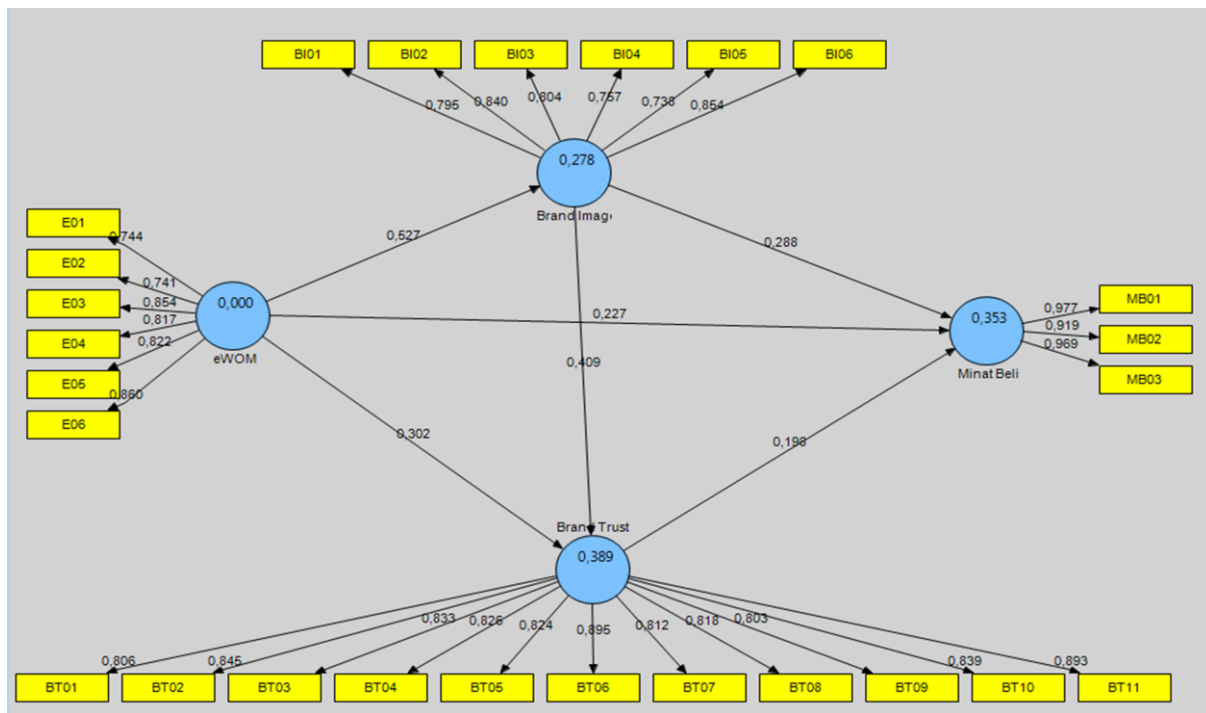 BI01 BI02 BI03 BI04 BI05 BI06
0,795 0,840 0,804 0,757 0,738 0,854
0,278
Brand Image
E01
0,744
E02
0,741
E03
0,854
E04
0,817
E05
0,822
E06
0,860
0,000
eWOM
0,527
0,288
0,227
0,409
0,302
0,198
0,353
Minat Beli
MB01
0,977
MB02
0,919
MB03
0,969
Brand Trust
0,389
0,806 0,845 0,833 0,826 0,824 0,895 0,812 0,818 0,803 0,839 0,893
BT01 BT02 BT03 BT04 BT05 BT06 BT07 BT08 BT09 BT10 BT11